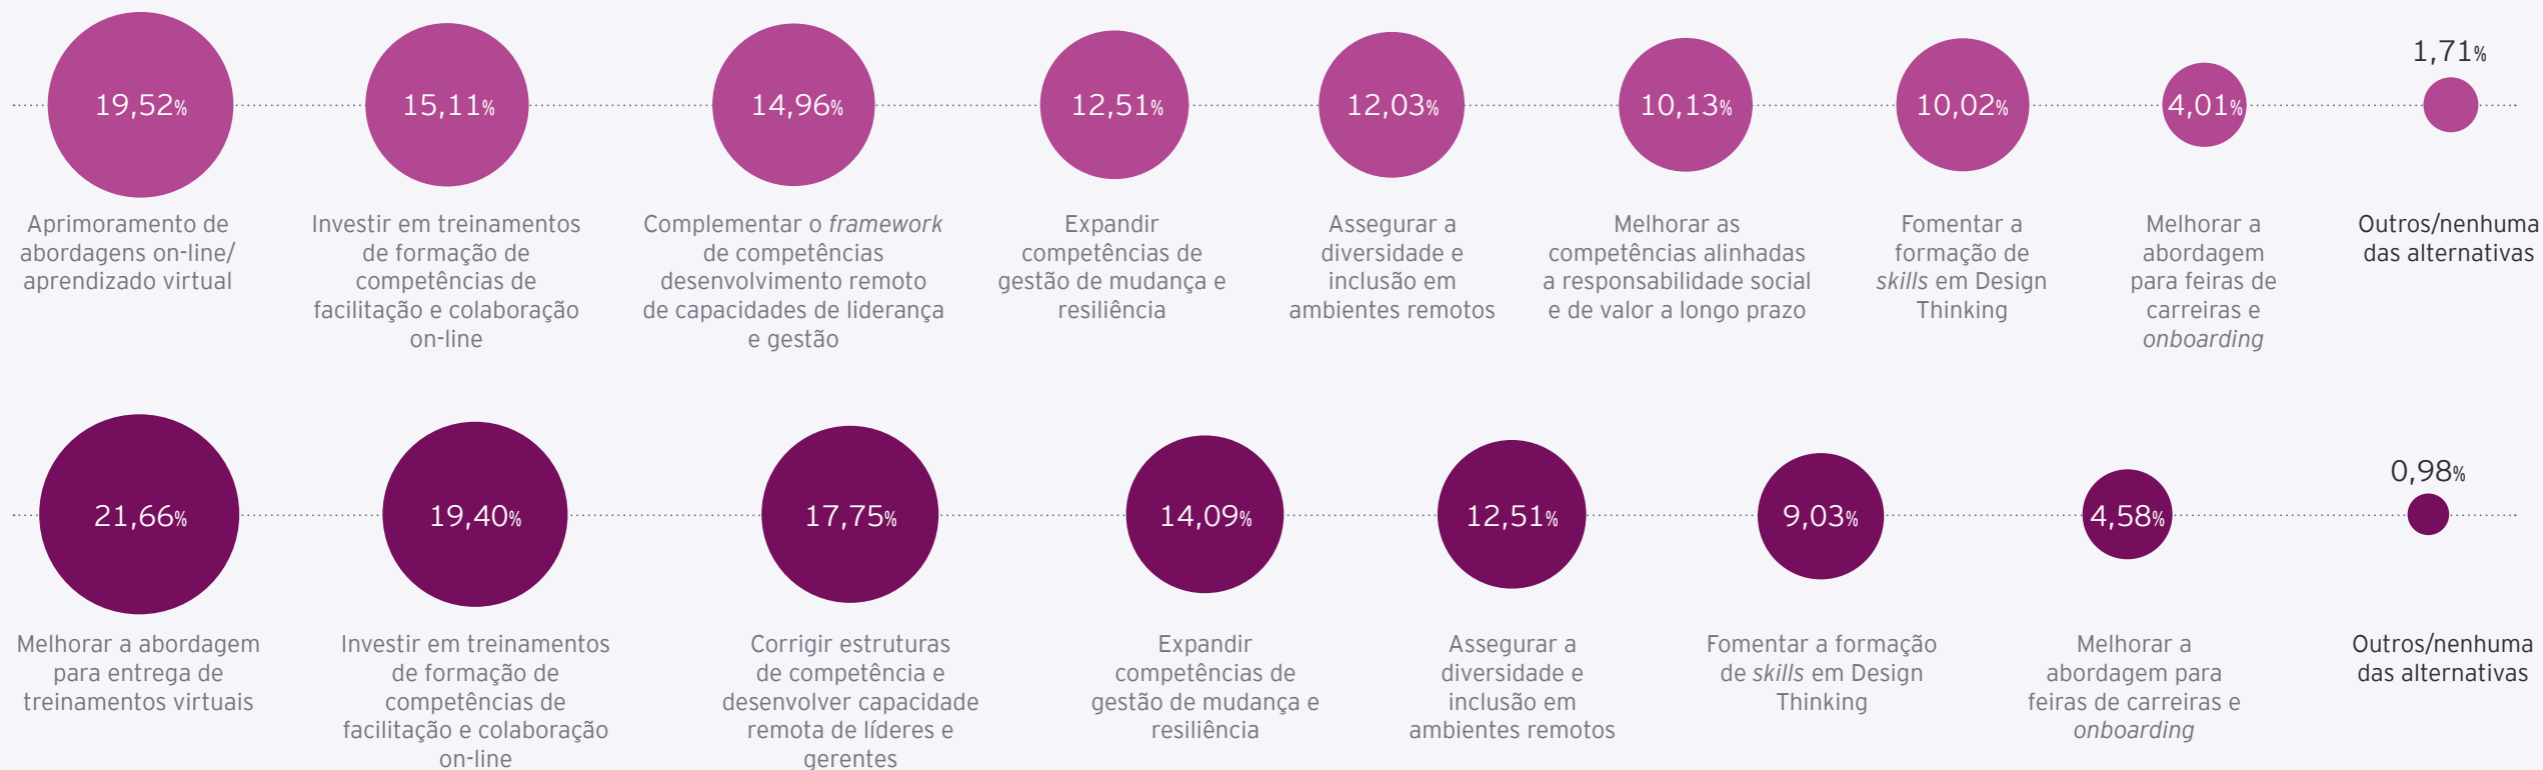 19,52%
15,11%
14,96%
12,51%
12,03%
10,13%
10,02%
4,01%
1,71%
Aprimoramento de
abordagens on-line/
aprendizado virtual
Investir em treinamentos
de formação de
competências de
facilitação e colaboração
on-line
Complementar o framework
de competências
desenvolvimento remoto
de capacidades de liderança
e gestão
Expandir
competências de
gestão de mudança e
resiliência
Assegurar a
diversidade e
inclusão em
ambientes remotos
Melhorar as
competências alinhadas
a responsabilidade social
e de valor a longo prazo
Fomentar a
formação de
skills em Design
Thinking
Melhorar a
abordagem
para feiras de
carreiras e
onboarding
Outros/nenhuma
das alternativas
21,66%
19,40%
17,75%
14,09%
12,51%
9,03%
4,58%
0,98%
Melhorar a abordagem
para entrega de
treinamentos virtuais
Investir em treinamentos
de formação de
competências de
facilitação e colaboração
on-line
Corrigir estruturas
de competência e
desenvolver capacidade
remota de líderes e
gerentes
Expandir
competências de
gestão de mudança e
resiliência
Assegurar a
diversidade e
inclusão em
ambientes remotos
Fomentar a formação
de skills em Design
Thinking
Melhorar a
abordagem para
feiras de carreiras e
onboarding
Outros/nenhuma
das alternativas